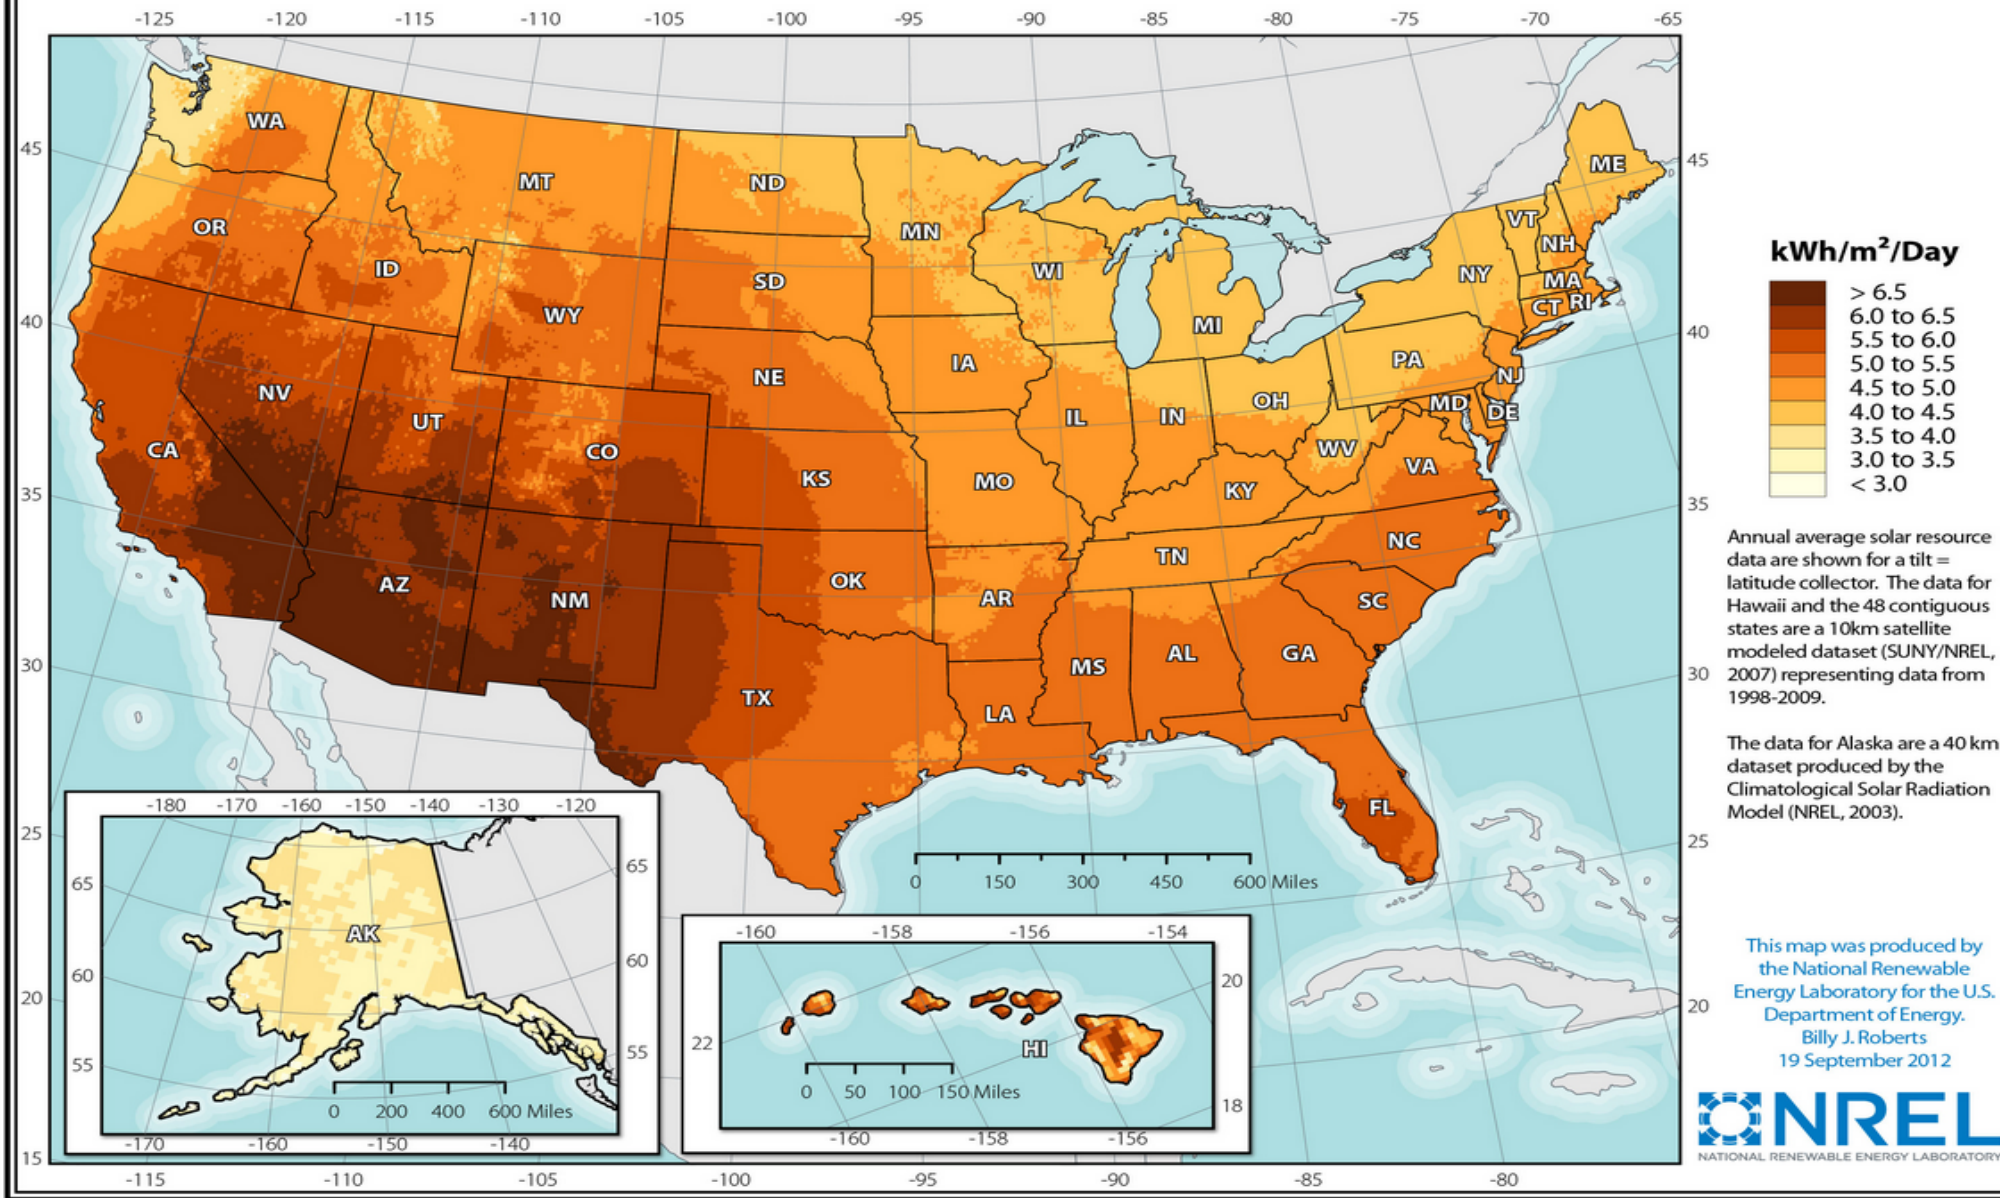 -125 -120 -115 -110 -105 -100 -95 -90 -85 -80 -75 -70 -65
45
40
35
30
25
20
15
45
40
35
30
25
20
-115 -110 -105 -100 -95 -90 -85 -80
WA
OR
CA
NV
ID
MT
WY
UT
CO
AZ
NM
ND
SD
NE
KS
OK
TX
MN
IA
MO
AR
LA
WI
IL
MI
IN
OH
KY
TN
MS
AL
GA
FL
SC
NC
VA
WV
PA
NY
VT
NH
ME
MA
CT
RI
NJ
MD
DE
0 150 300 450 600 Miles
-180 -170 -160 -150 -140 -130 -120
65
60
55
65
60
55
AK
0 200 400 600 Miles
-170 -160 -150 -140
-160 -158 -156 -154
22
20
18
HI
0 50 100 150 Miles
-160 -158 -156
kWh/m²/Day
> 6.5
6.0 to 6.5
5.5 to 6.0
5.0 to 5.5
4.5 to 5.0
4.0 to 4.5
3.5 to 4.0
3.0 to 3.5
< 3.0
Annual average solar resource
data are shown for a tilt =
latitude collector. The data for
Hawaii and the 48 contiguous
states are a 10km satellite
modeled dataset (SUNY/NREL,
2007) representing data from
1998-2009.
The data for Alaska are a 40 km
dataset produced by the
Climatological Solar Radiation
Model (NREL, 2003).
This map was produced by
the National Renewable
Energy Laboratory for the U.S.
Department of Energy.
Billy J. Roberts
19 September 2012
NREL
NATIONAL RENEWABLE ENERGY LABORATORY